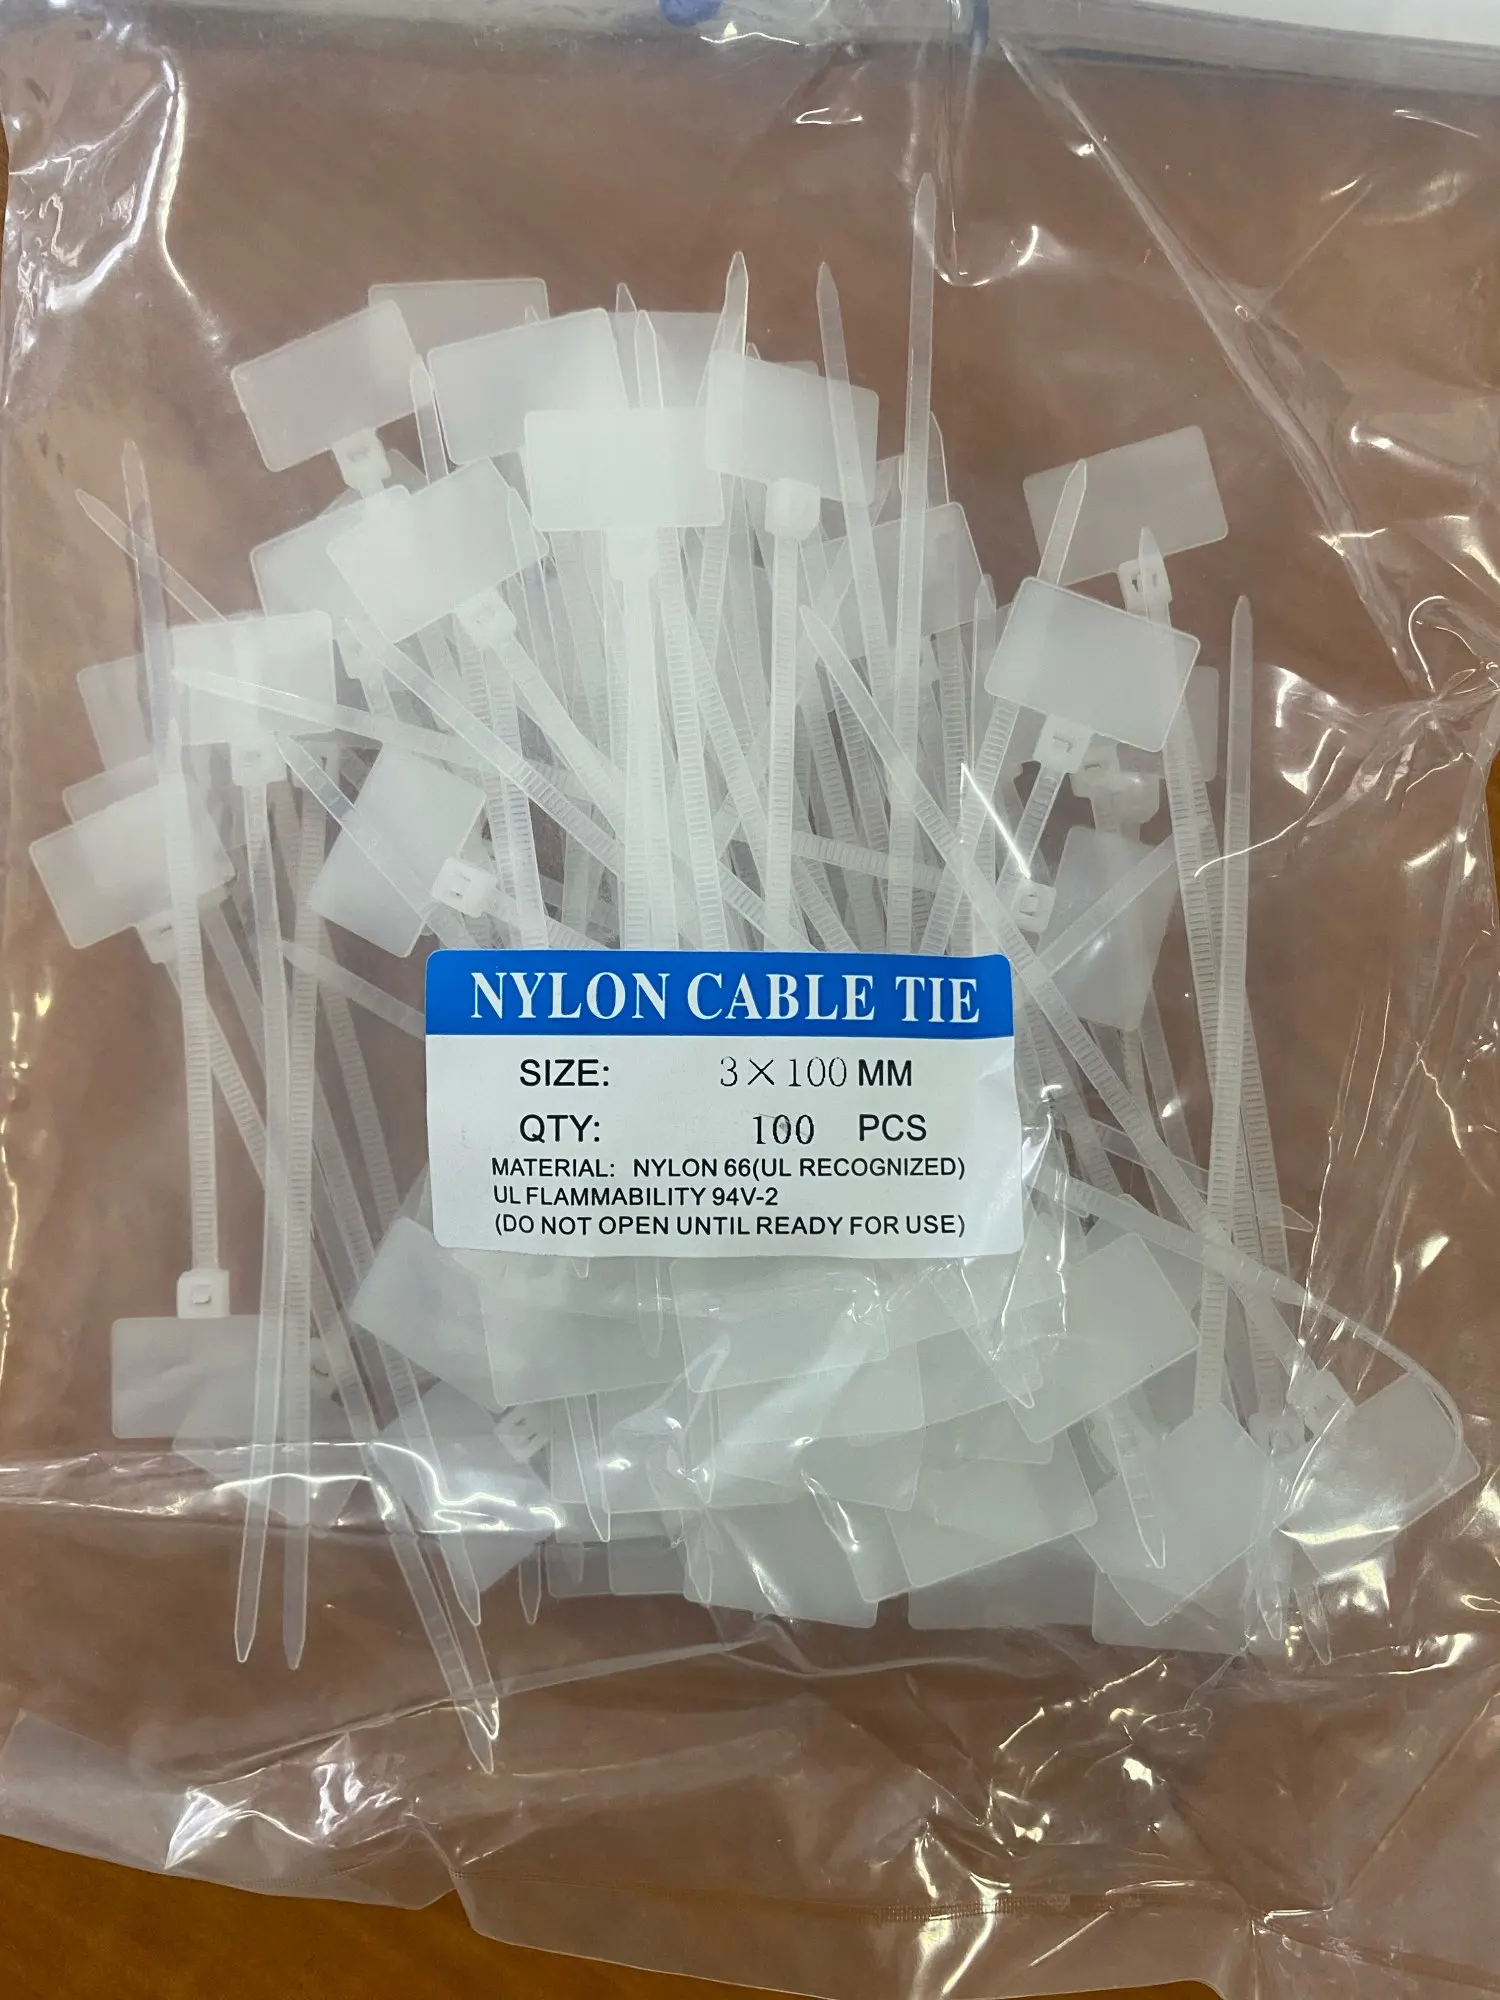 NYLON CABLE TIE
SIZE: 3×100 MM
QTY: 100 PCS
MATERIAL: NYLON 66(UL RECOGNIZED)
UL FLAMMABILITY 94V-2
(DO NOT OPEN UNTIL READY FOR USE)